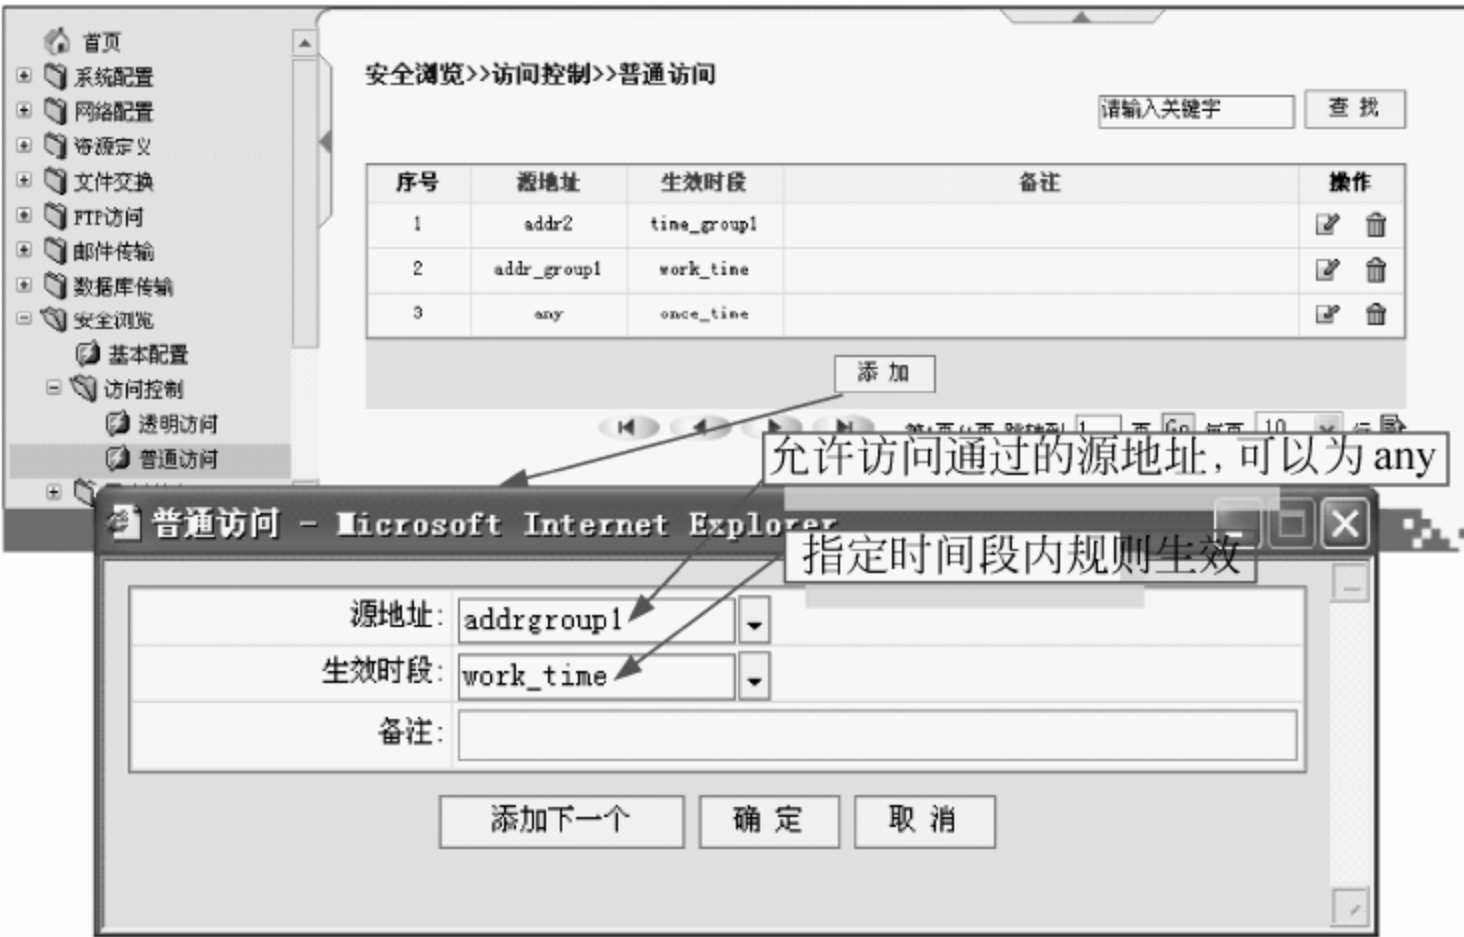 首页
系统配置
网络配置
资源定义
文件交换
FTP访问
邮件传输
数据库传输
安全浏览
基本配置
访问控制
透明访问
普通访问
安全浏览>>访问控制>>普通访问
请输入关键字 查 找
序号 源地址 生效时段 备注 操作
1 addr2 time_group1
2 addr_group1 work_time
3 any once_time
添 加
允许访问通过的源地址,可以为any
普通访问 - Microsoft Internet Explorer
指定时间段内规则生效
源地址: addrgroup1
生效时段: work_time
备注:
添加下一个 确 定 取 消